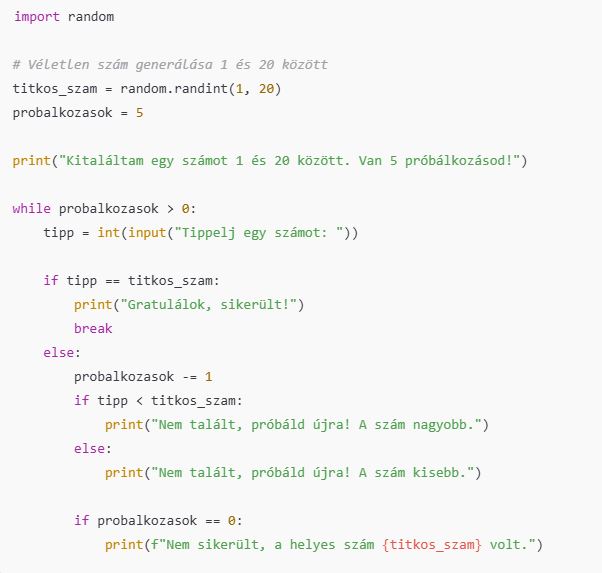 import random
# Véletlen szám generálása 1 és 20 között
titkos_szam = random.randint(1, 20)
probalkozasok = 5
print("Kitaláltam egy számot 1 és 20 között. Van 5 próbálkozásod!")
while probalkozasok > 0:
    tipp = int(input("Tippelj egy számot: "))
    if tipp == titkos_szam:
        print("Gratulálok, sikerült!")
        break
    else:
        probalkozasok -= 1
        if tipp < titkos_szam:
            print("Nem talált, próbáld újra! A szám nagyobb.")
        else:
            print("Nem talált, próbáld újra! A szám kisebb.")
        if probalkozasok == 0:
            print(f"Nem sikerült, a helyes szám {titkos_szam} volt.")